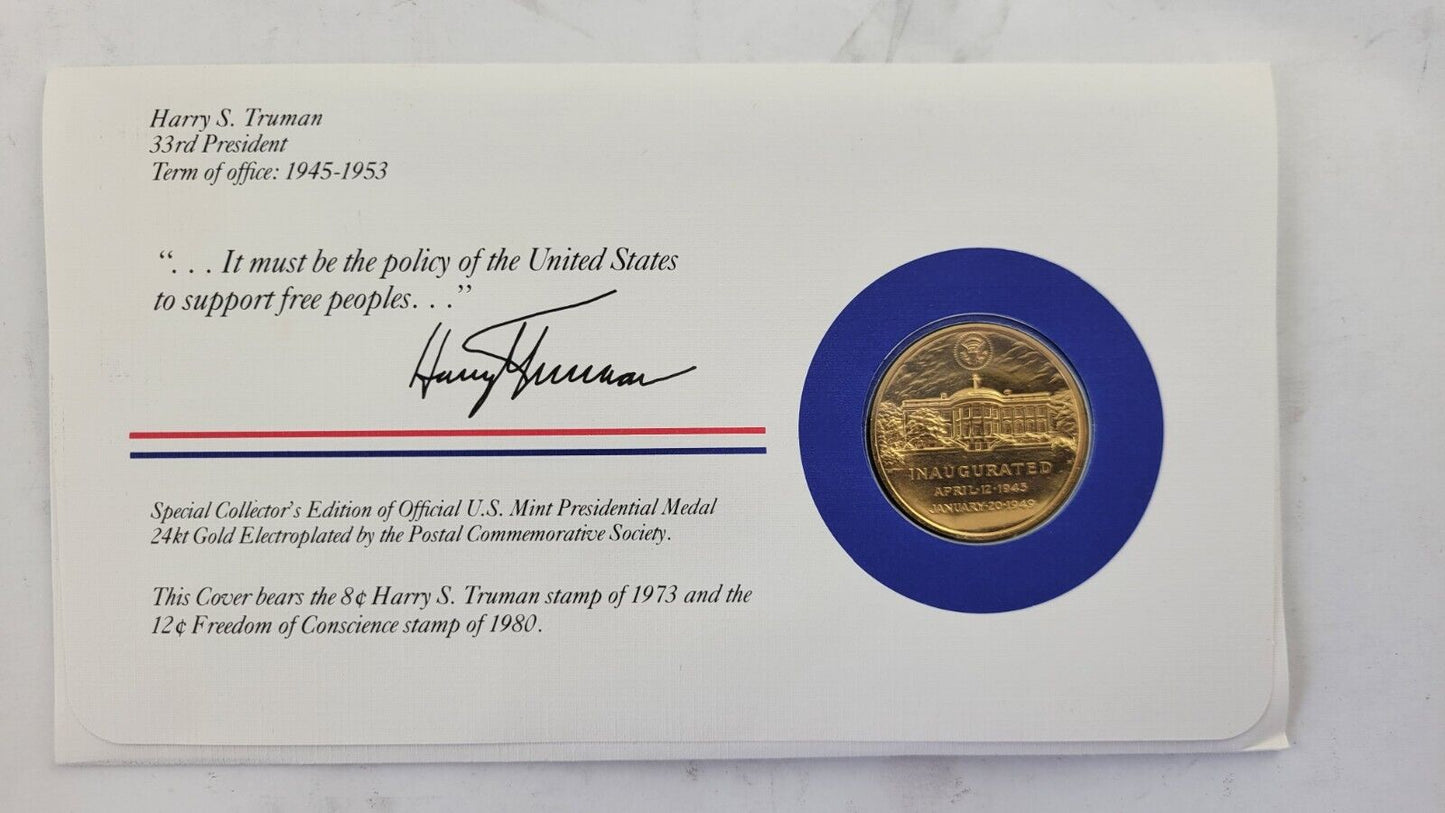 Harry S. Truman
33rd President
Term of office: 1945-1953
“. . . It must be the policy of the United States
to support free peoples. . .”
Harry Truman
Special Collector’s Edition of Official U.S. Mint Presidential Medal
24kt Gold Electroplated by the Postal Commemorative Society.
This Cover bears the 8¢ Harry S. Truman stamp of 1973 and the
12¢ Freedom of Conscience stamp of 1980.
INAUGURATED
APRIL·12·1945
JANUARY·20·1949